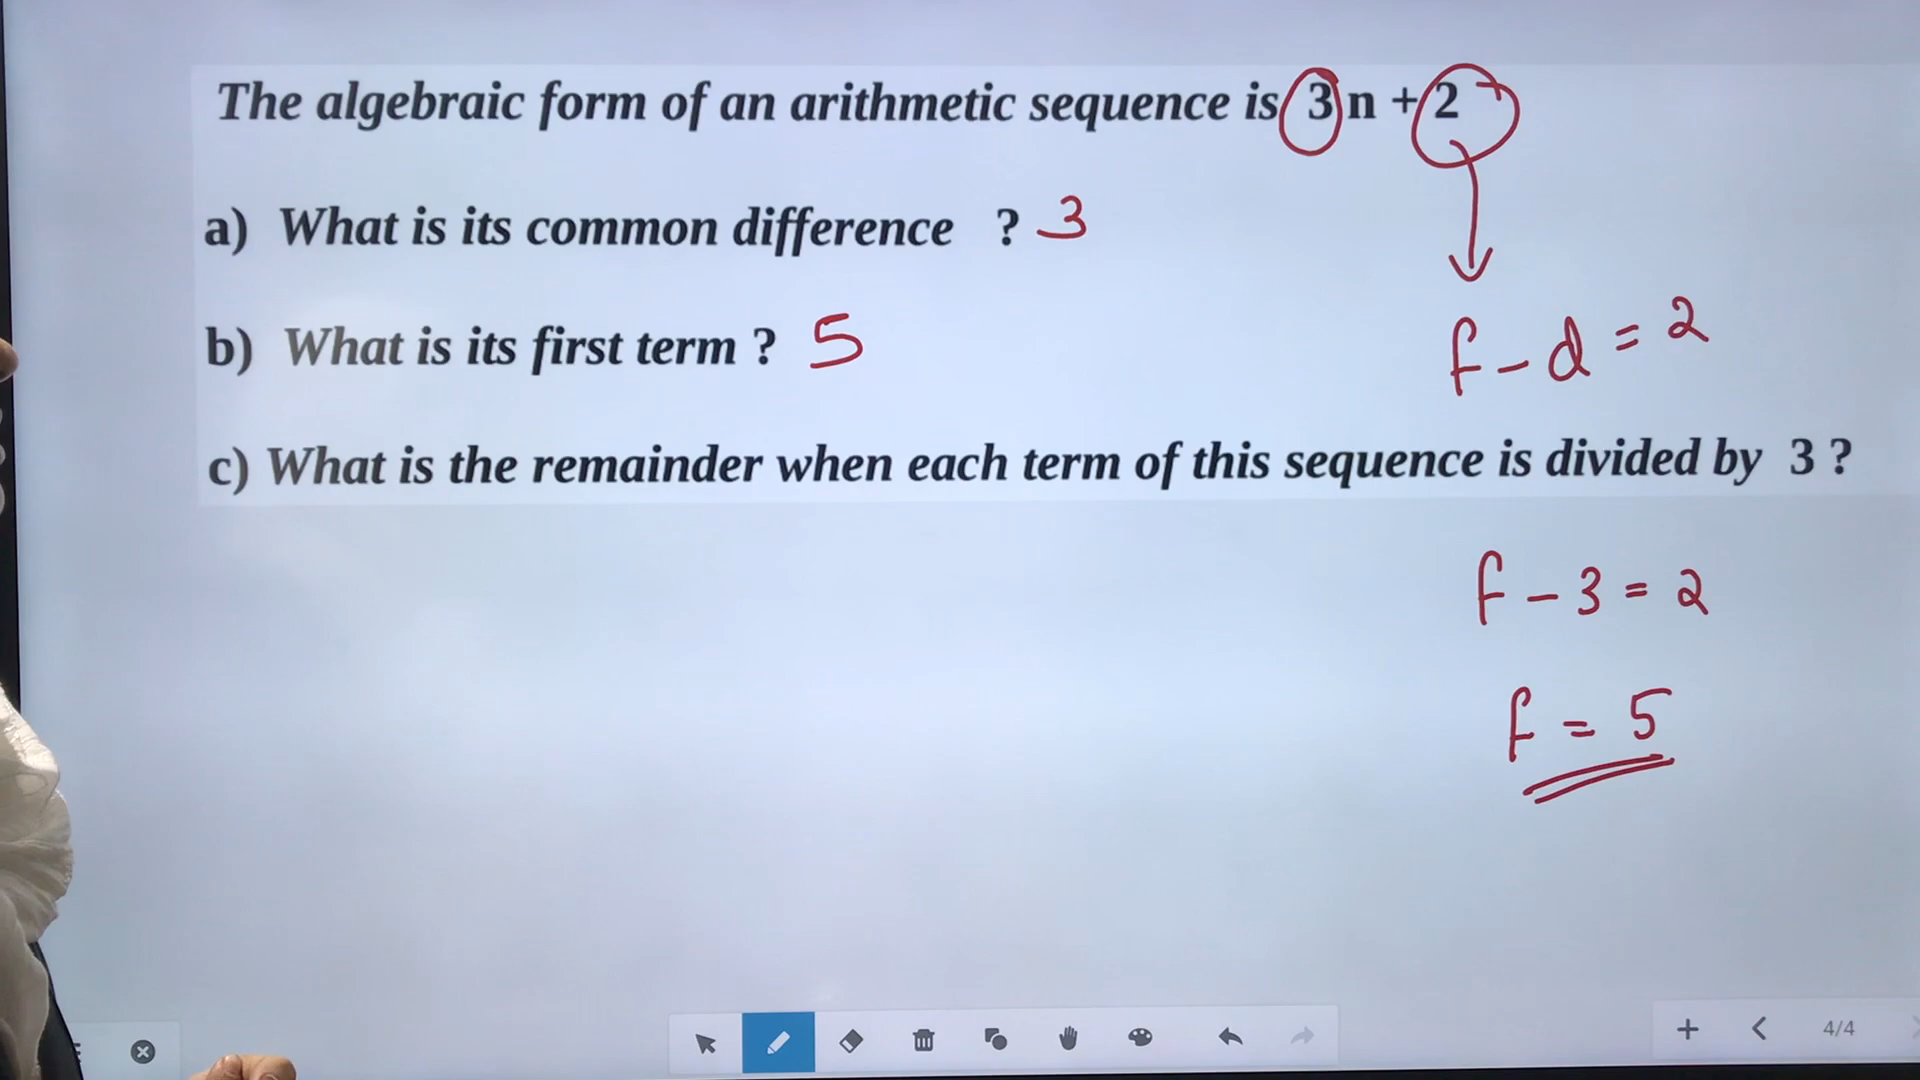 The algebraic form of an arithmetic sequence is 3n + 2
a) What is its common difference ? 3
f - d = 2
b) What is its first term ? 5
c) What is the remainder when each term of this sequence is divided by 3 ?
f - 3 = 2
f = 5
4/4